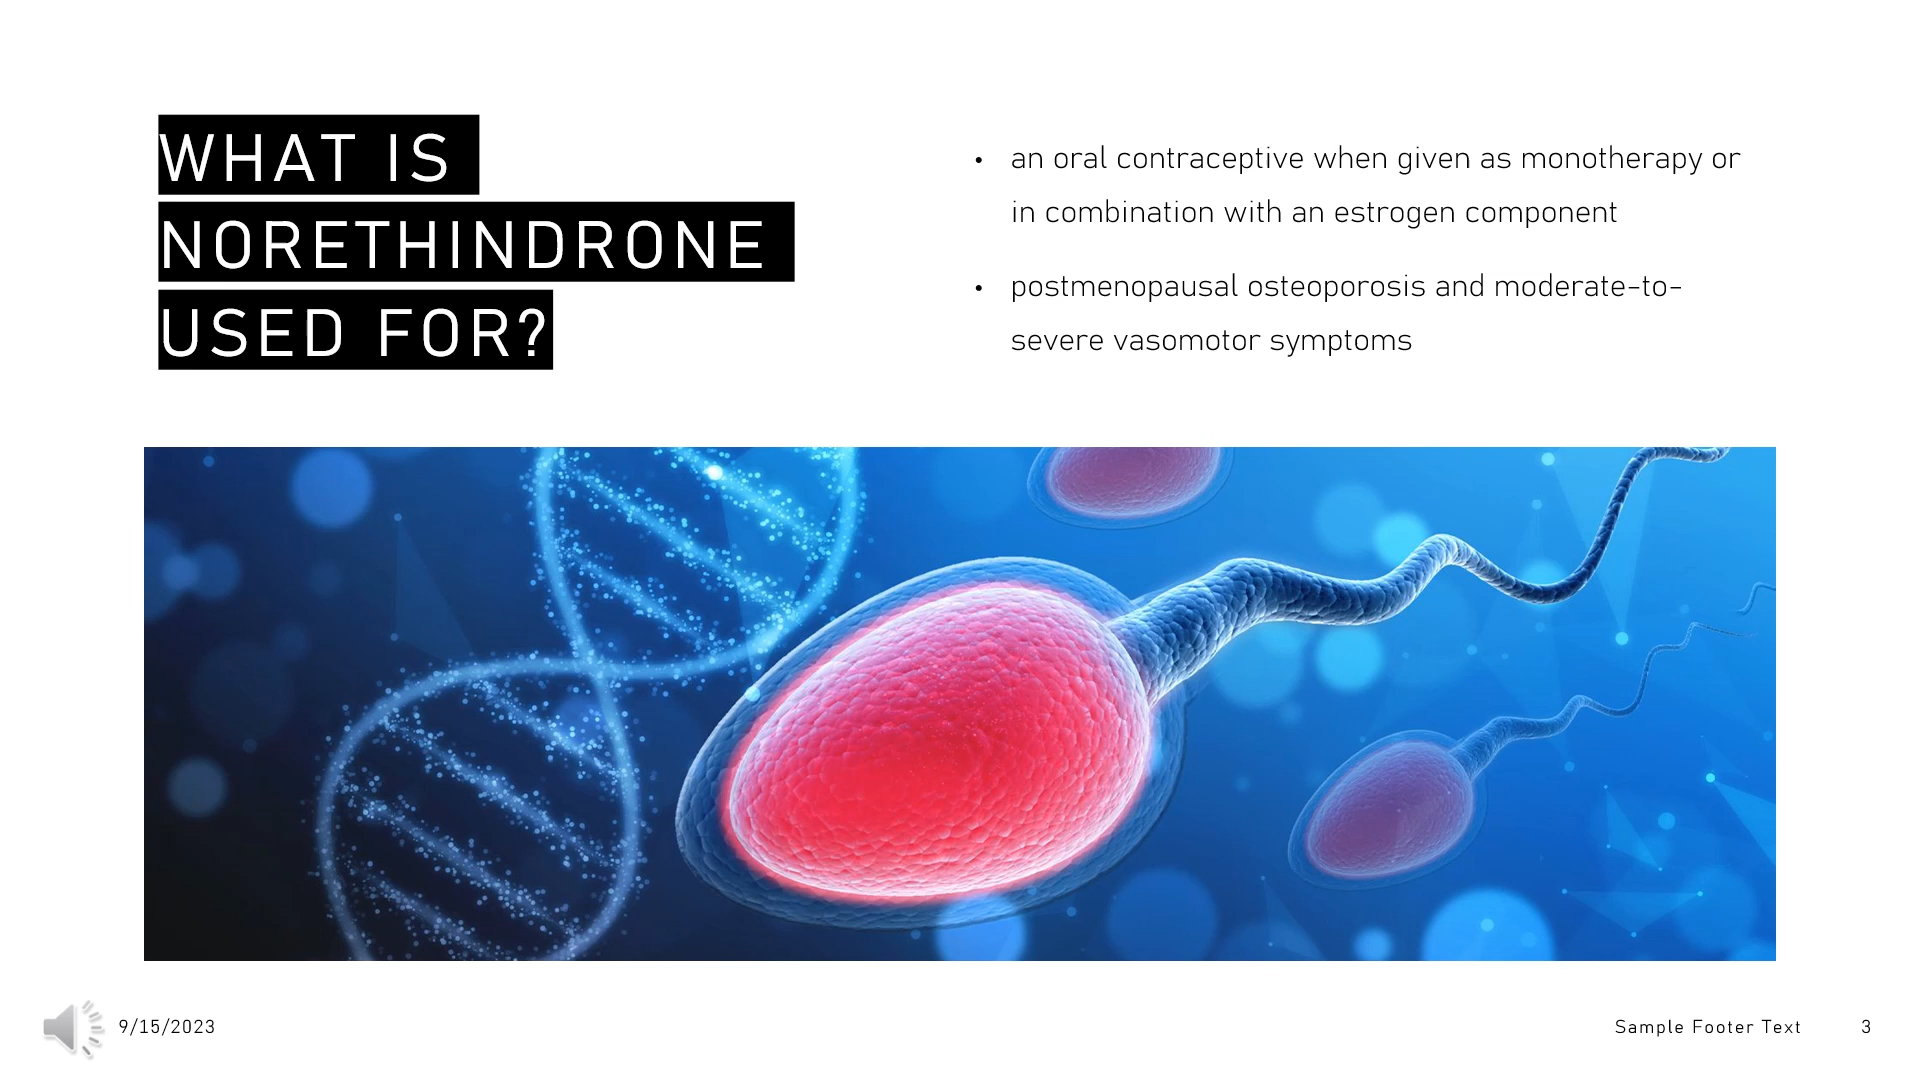 WHAT IS
NORETHINDRONE
USED FOR?
• an oral contraceptive when given as monotherapy or
in combination with an estrogen component
• postmenopausal osteoporosis and moderate-to-
severe vasomotor symptoms
9/15/2023
Sample Footer Text
3